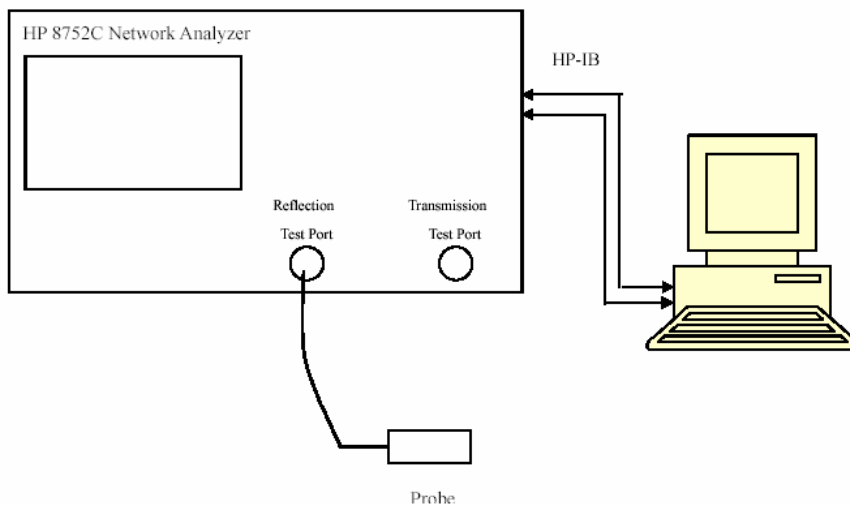 HP 8752C Network Analyzer
HP-IB
Reflection
Test Port
Transmission
Test Port
Probe